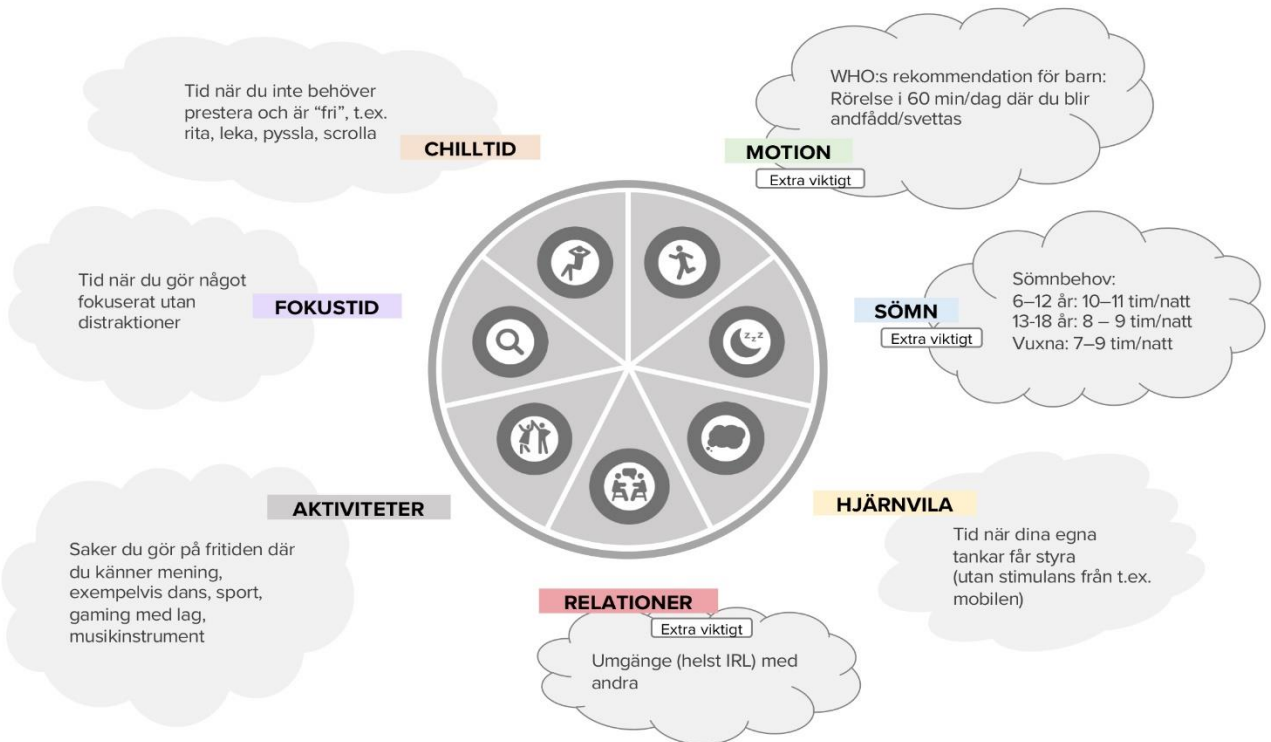 Tid när du inte behöver
prestera och är “fri”, t.ex.
rita, leka, pyssla, scrolla
CHILLTID
WHO:s rekommendation för barn:
Rörelse i 60 min/dag där du blir
andfådd/svettas
MOTION
Extra viktigt
Tid när du gör något
fokuserat utan
distraktioner
FOKUSTID
SÖMN
Extra viktigt
Sömnbehov:
6–12 år: 10–11 tim/natt
13-18 år: 8 – 9 tim/natt
Vuxna: 7–9 tim/natt
zzz
AKTIVITETER
Saker du gör på fritiden där
du känner mening,
exempelvis dans, sport,
gaming med lag,
musikinstrument
HJÄRNVILA
Tid när dina egna
tankar får styra
(utan stimulans från t.ex.
mobilen)
RELATIONER
Extra viktigt
Umgänge (helst IRL) med
andra